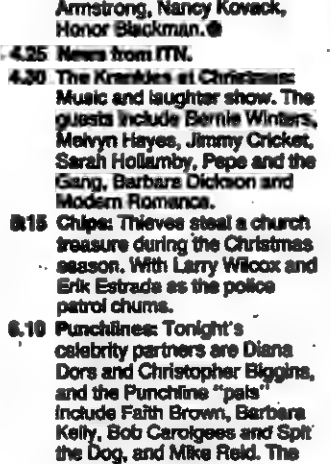 Armstrong, Nancy Kovack,
Honor Blackman.
4.25 News from ITN.
4.30 The Krankies at Christmas:
Music and laughter show. The
guests include Bernie Winters,
Melvyn Hayes, Jimmy Cricket,
Sarah Hollamby, Pepe and the
Gang, Barbara Dickson and
Modern Romance.
5.15 Chips: Thieves steal a church
treasure during the Christmas
season. With Larry Wilcox and
Erik Estrada as the police
patrol chums.
6.10 Punchlines: Tonight's
celebrity partners are Diana
Dors and Christopher Biggins,
and the Punchline "pals"
include Faith Brown, Barbara
Kelly, Bob Carolgees and Spit
the Dog, and Mike Reid. The